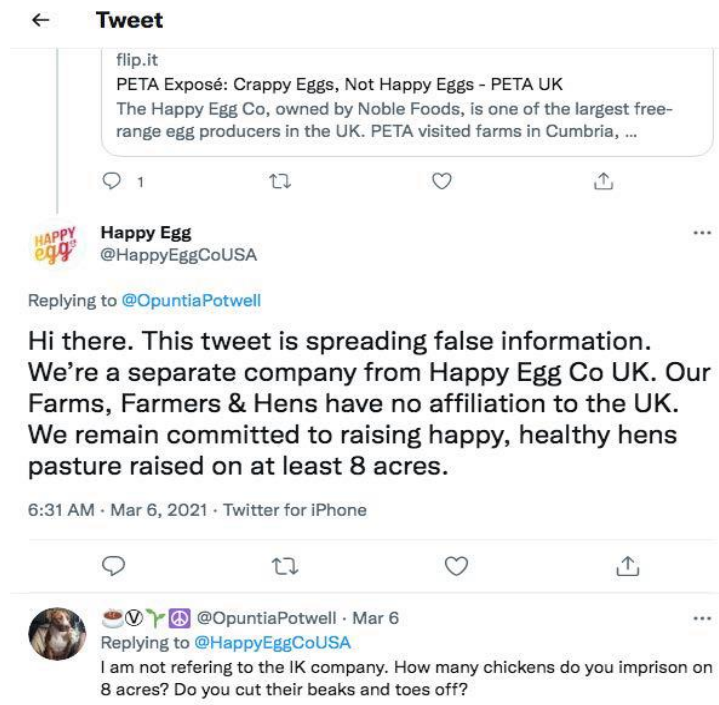 Tweet
flip.it
PETA Exposé: Crappy Eggs, Not Happy Eggs - PETA UK
The Happy Egg Co, owned by Noble Foods, is one of the largest free-
range egg producers in the UK. PETA visited farms in Cumbria, ...
1
HAPPY
egg
Happy Egg
@HappyEggCoUSA
Replying to @OpuntiaPotwell
Hi there. This tweet is spreading false information.
We’re a separate company from Happy Egg Co UK. Our
Farms, Farmers & Hens have no affiliation to the UK.
We remain committed to raising happy, healthy hens
pasture raised on at least 8 acres.
6:31 AM · Mar 6, 2021 · Twitter for iPhone
☕Ⓥ🌱☮ @OpuntiaPotwell · Mar 6
Replying to @HappyEggCoUSA
I am not refering to the IK company. How many chickens do you imprison on
8 acres? Do you cut their beaks and toes off?